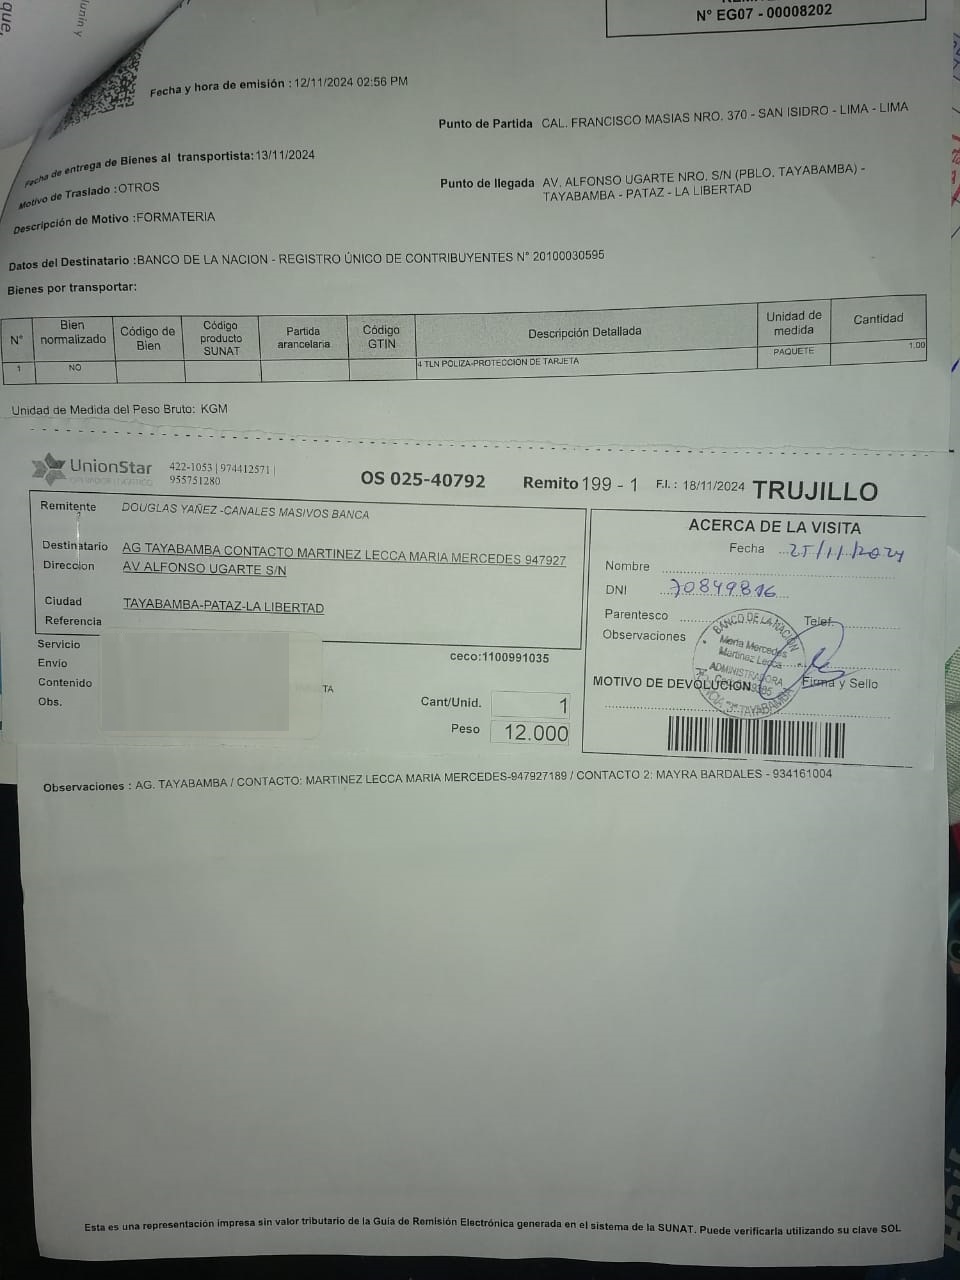 que,
Junín y
N° EG07 - 00008202
Fecha y hora de emisión : 12/11/2024 02:56 PM
Punto de Partida CAL. FRANCISCO MASIAS NRO. 370 - SAN ISIDRO - LIMA - LIMA
Fecha de entrega de Bienes al transportista:13/11/2024
Motivo de Traslado :OTROS
Punto de llegada AV. ALFONSO UGARTE NRO. S/N (PBLO. TAYABAMBA) -
TAYABAMBA - PATAZ - LA LIBERTAD
Descripción de Motivo :FORMATERIA
Datos del Destinatario :BANCO DE LA NACION - REGISTRO ÚNICO DE CONTRIBUYENTES N° 20100030595
Bienes por transportar:
N° Bien normalizado Código de Bien Código producto SUNAT Partida arancelaria Código GTIN Descripción Detallada Unidad de medida Cantidad
1 NO 4 TLN POLIZA-PROTECCION DE TARJETA PAQUETE 1.00
Unidad de Medida del Peso Bruto: KGM
UnionStar 422-1053 | 974412571 |
OPERADOR LOGISTICO 955751280
OS 025-40792 Remito 199 - 1 F.I.: 18/11/2024 TRUJILLO
Remitente DOUGLAS YAÑEZ -CANALES MASIVOS BANCA
Destinatario AG TAYABAMBA CONTACTO MARTINEZ LECCA MARIA MERCEDES 947927
Direccion AV ALFONSO UGARTE S/N
Ciudad TAYABAMBA-PATAZ-LA LIBERTAD
Referencia
Servicio
Envío
Contenido
TA
Obs.
ceco:1100991035
Cant/Unid. 1
Peso 12.000
ACERCA DE LA VISITA
Fecha 25/11/2024
Nombre
DNI 70849816
Parentesco Telef.
Observaciones
BANCO DE LA NACION
Maria Mercedes
Martinez Lecca
ADMINISTRADORA
TAYABAMBA
Firma y Sello
MOTIVO DE DEVOLUCION
Observaciones : AG. TAYABAMBA / CONTACTO: MARTINEZ LECCA MARIA MERCEDES-947927189 / CONTACTO 2: MAYRA BARDALES - 934161004
Esta es una representación impresa sin valor tributario de la Guía de Remisión Electrónica generada en el sistema de la SUNAT. Puede verificarla utilizando su clave SOL